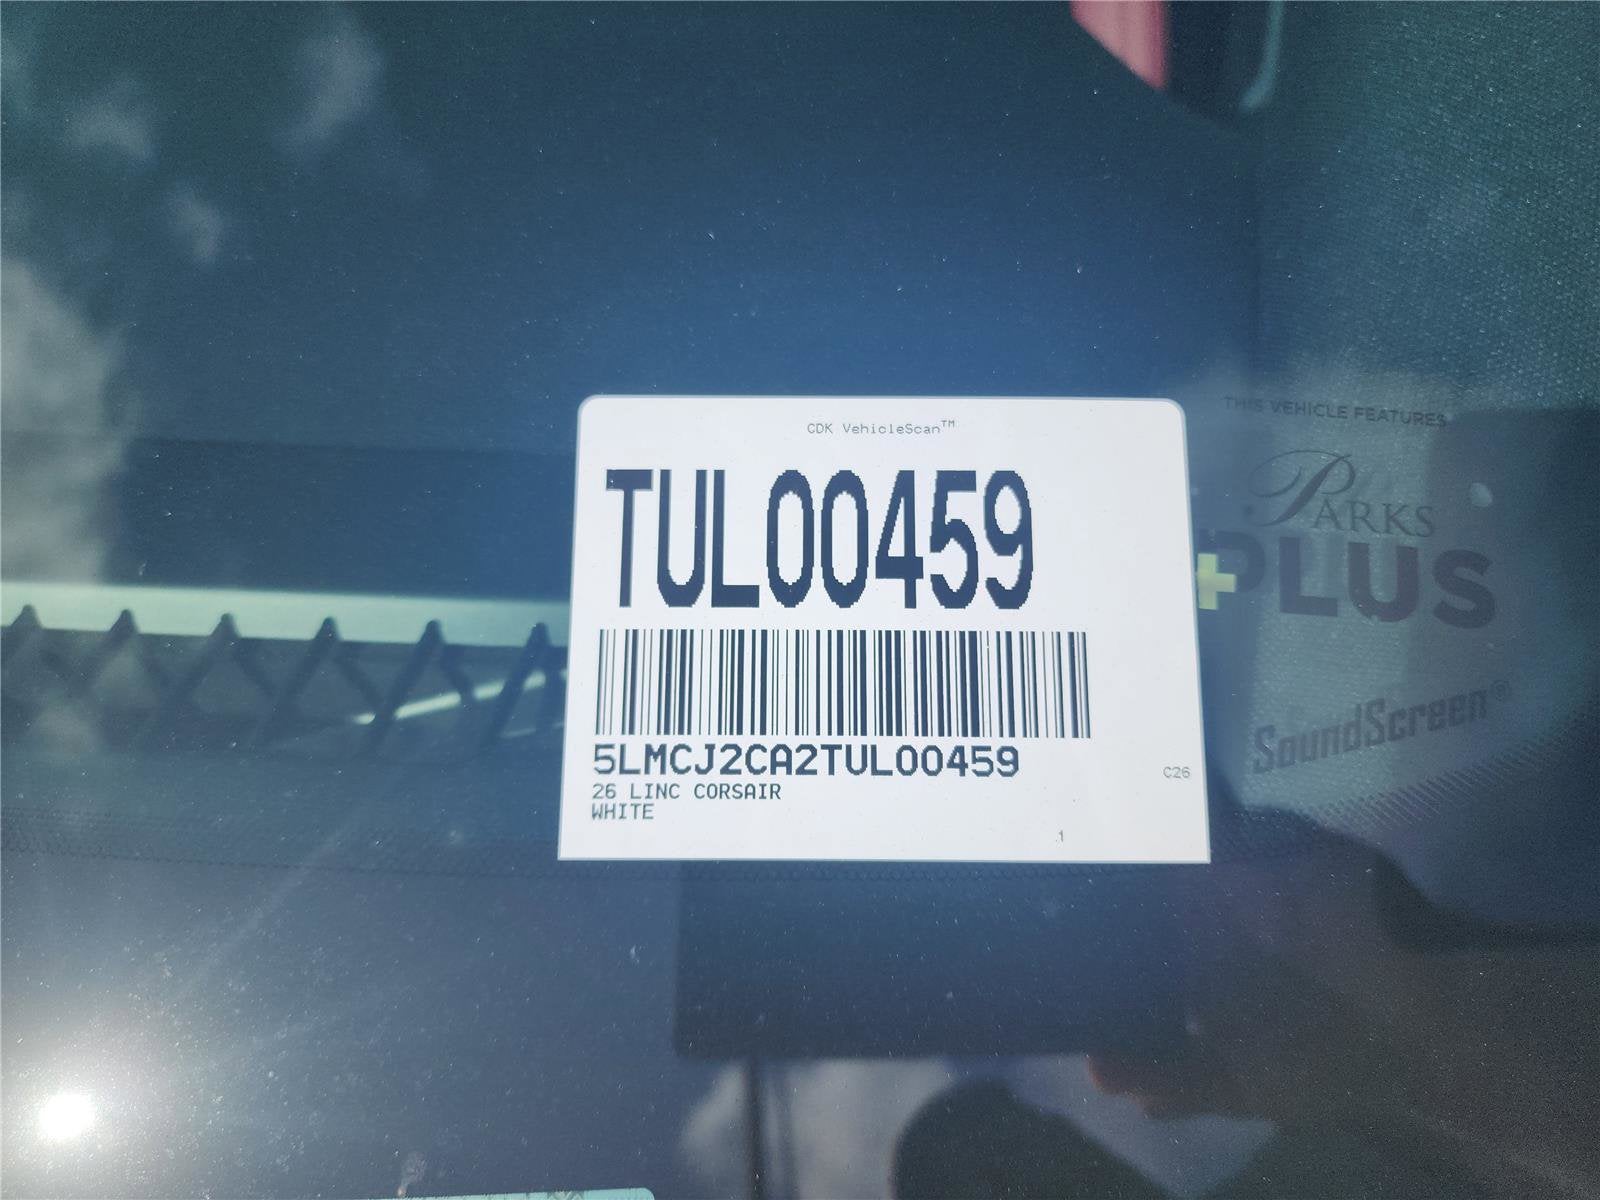 CDK VehicleScan™
TUL00459
5LMCJ2CA2TUL00459
26 LINC CORSAIR
WHITE
C26
1
THIS VEHICLE FEATURES
PARKS
+PLUS
SoundScreen®